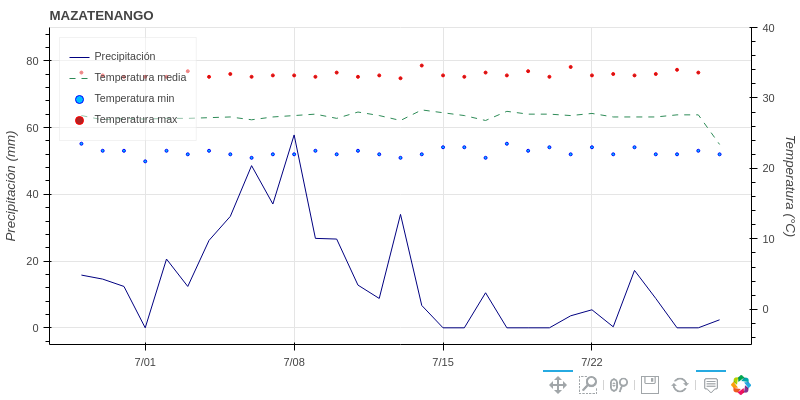 MAZATENANGO
Precipitación
Temperatura media
Temperatura min
Temperatura max
Precipitación (mm)
80
60
40
20
0
Temperatura (°C)
40
30
20
10
0
7/01
7/08
7/15
7/22